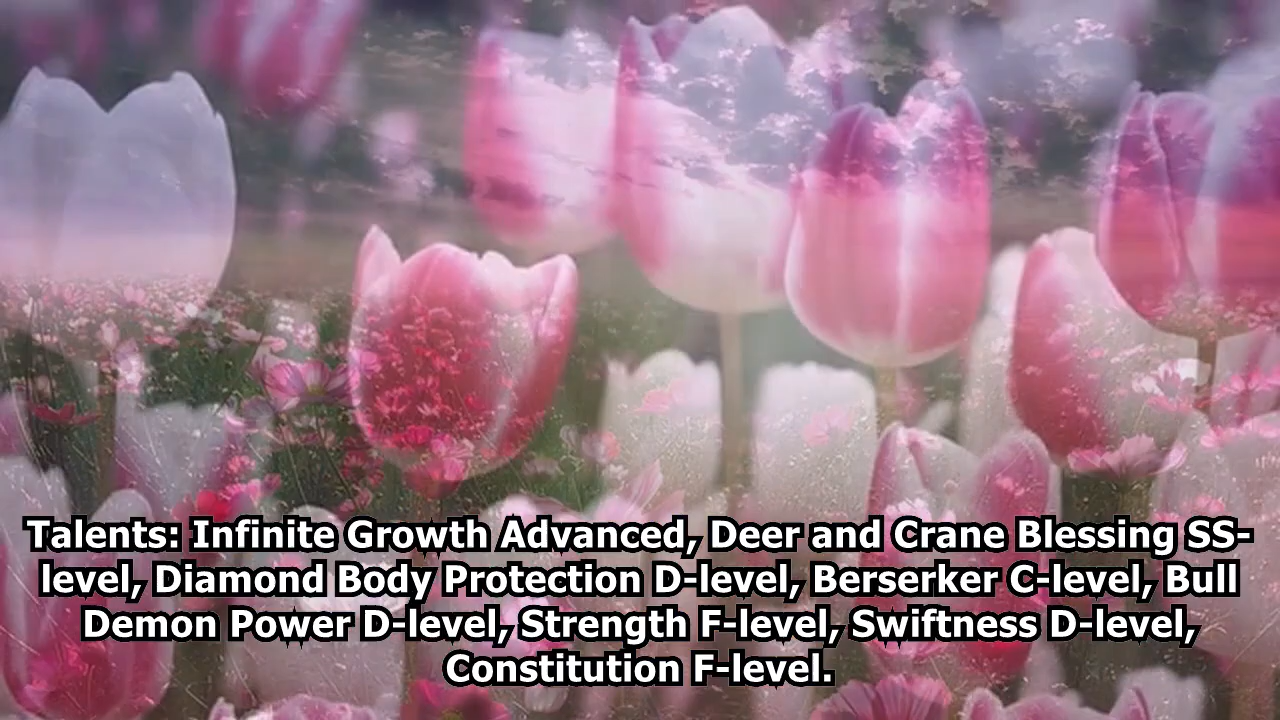 Talents: Infinite Growth Advanced, Deer and Crane Blessing SS-
level, Diamond Body Protection D-level, Berserker C-level, Bull
Demon Power D-level, Strength F-level, Swiftness D-level,
Constitution F-level.